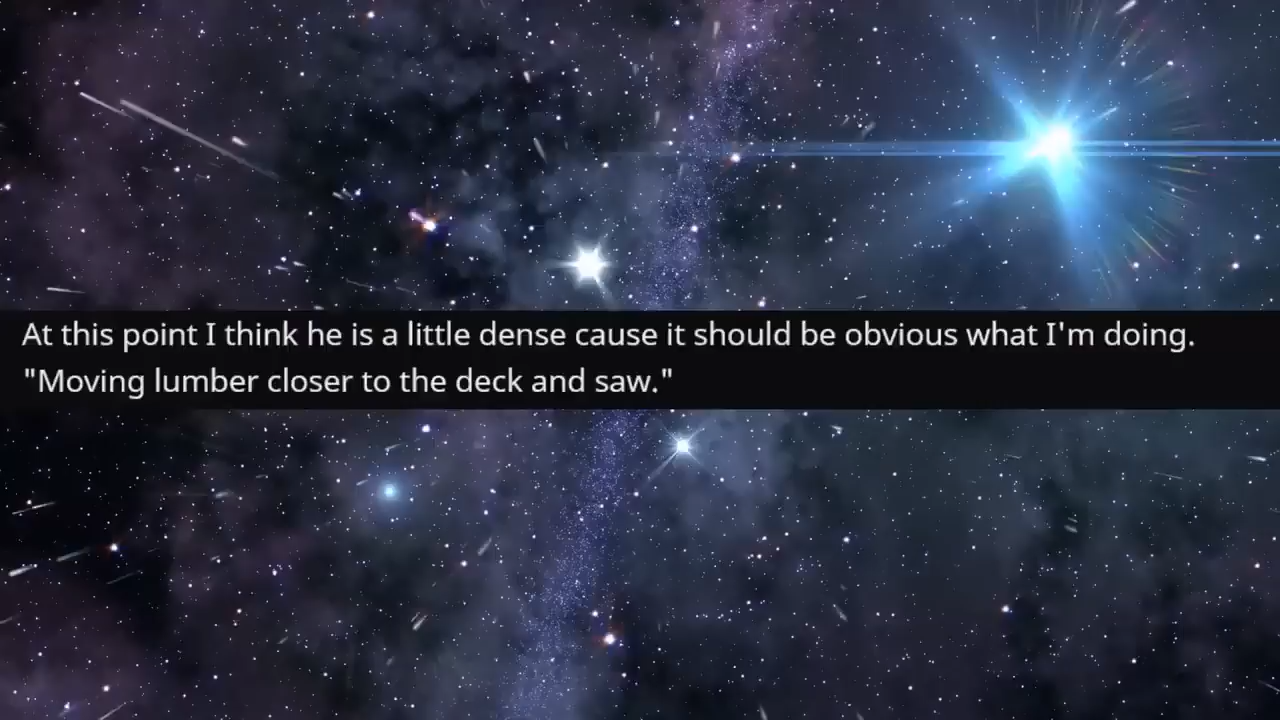 At this point I think he is a little dense cause it should be obvious what I'm doing.
"Moving lumber closer to the deck and saw."